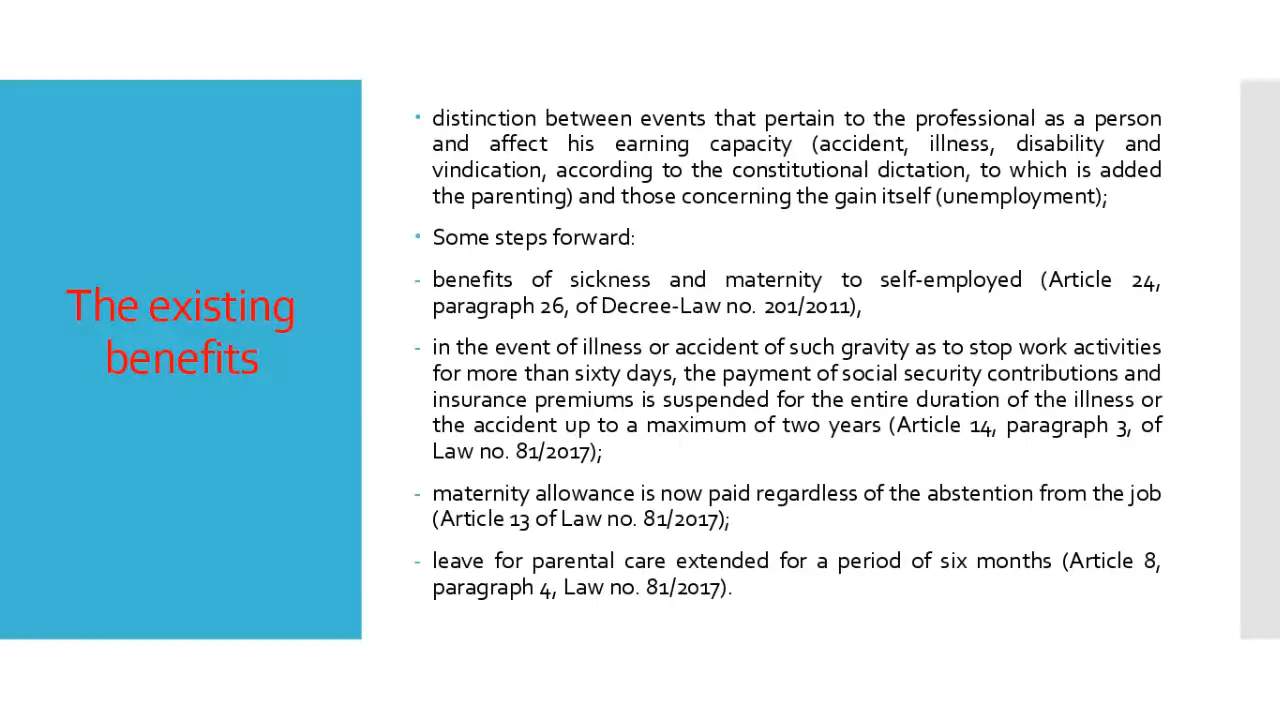 The existing
benefits
• distinction between events that pertain to the professional as a person
and affect his earning capacity (accident, illness, disability and
vindication, according to the constitutional dictation, to which is added
the parenting) and those concerning the gain itself (unemployment);
• Some steps forward:
- benefits of sickness and maternity to self-employed (Article 24,
paragraph 26, of Decree-Law no. 201/2011),
- in the event of illness or accident of such gravity as to stop work activities
for more than sixty days, the payment of social security contributions and
insurance premiums is suspended for the entire duration of the illness or
the accident up to a maximum of two years (Article 14, paragraph 3, of
Law no. 81/2017);
- maternity allowance is now paid regardless of the abstention from the job
(Article 13 of Law no. 81/2017);
- leave for parental care extended for a period of six months (Article 8,
paragraph 4, Law no. 81/2017).